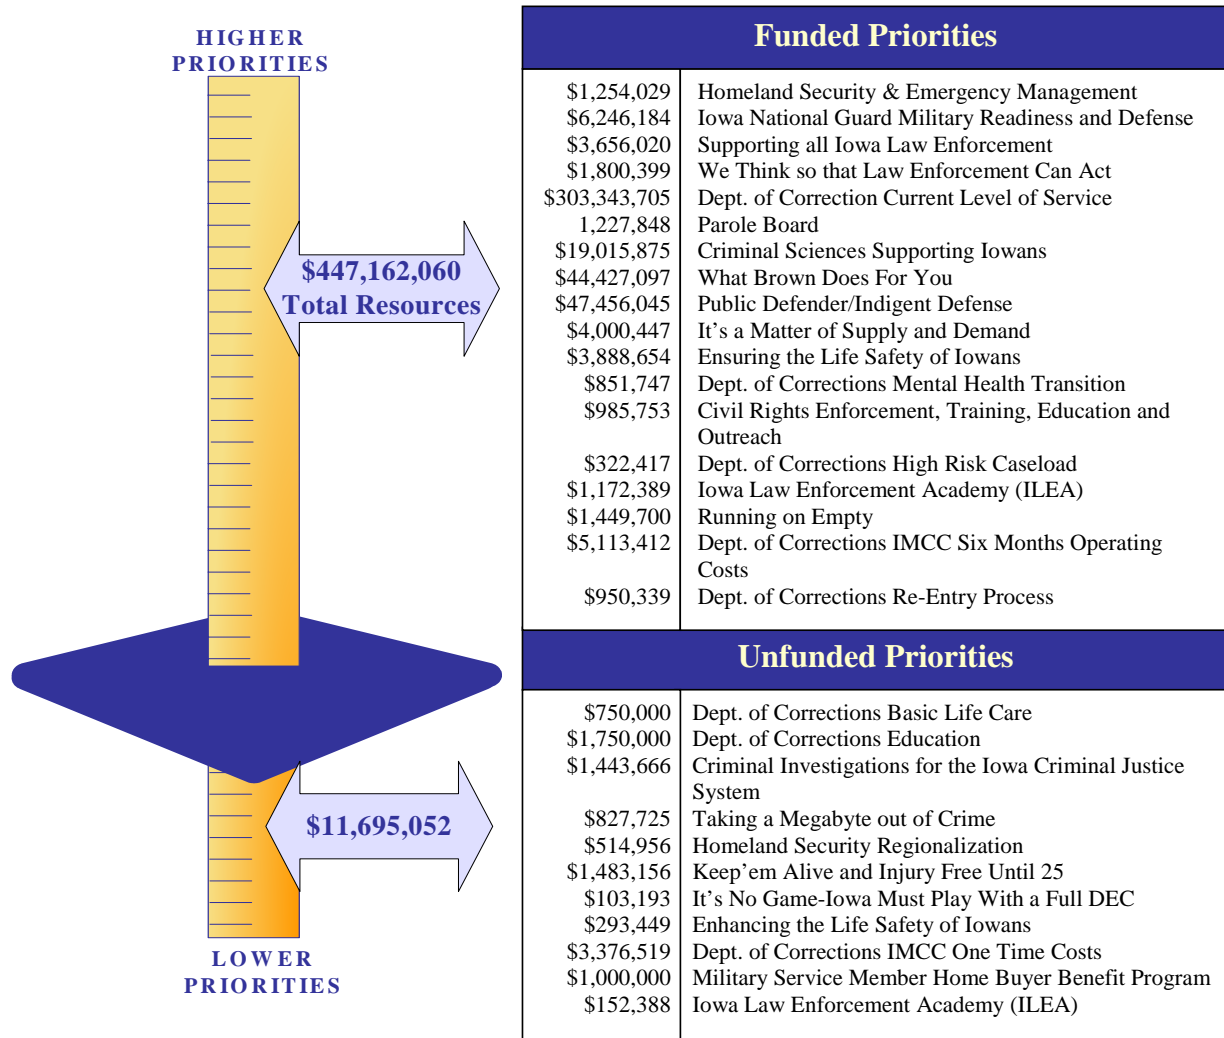 HIGHER
PRIORITIES
$447,162,060
Total Resources
$11,695,052
LOWER
PRIORITIES
Funded Priorities
$1,254,029 Homeland Security & Emergency Management
$6,246,184 Iowa National Guard Military Readiness and Defense
$3,656,020 Supporting all Iowa Law Enforcement
$1,800,399 We Think so that Law Enforcement Can Act
$303,343,705 Dept. of Correction Current Level of Service
1,227,848 Parole Board
$19,015,875 Criminal Sciences Supporting Iowans
$44,427,097 What Brown Does For You
$47,456,045 Public Defender/Indigent Defense
$4,000,447 It's a Matter of Supply and Demand
$3,888,654 Ensuring the Life Safety of Iowans
$851,747 Dept. of Corrections Mental Health Transition
$985,753 Civil Rights Enforcement, Training, Education and
Outreach
$322,417 Dept. of Corrections High Risk Caseload
$1,172,389 Iowa Law Enforcement Academy (ILEA)
$1,449,700 Running on Empty
$5,113,412 Dept. of Corrections IMCC Six Months Operating
Costs
$950,339 Dept. of Corrections Re-Entry Process
Unfunded Priorities
$750,000 Dept. of Corrections Basic Life Care
$1,750,000 Dept. of Corrections Education
$1,443,666 Criminal Investigations for the Iowa Criminal Justice
System
$827,725 Taking a Megabyte out of Crime
$514,956 Homeland Security Regionalization
$1,483,156 Keep'em Alive and Injury Free Until 25
$103,193 It's No Game-Iowa Must Play With a Full DEC
$293,449 Enhancing the Life Safety of Iowans
$3,376,519 Dept. of Corrections IMCC One Time Costs
$1,000,000 Military Service Member Home Buyer Benefit Program
$152,388 Iowa Law Enforcement Academy (ILEA)